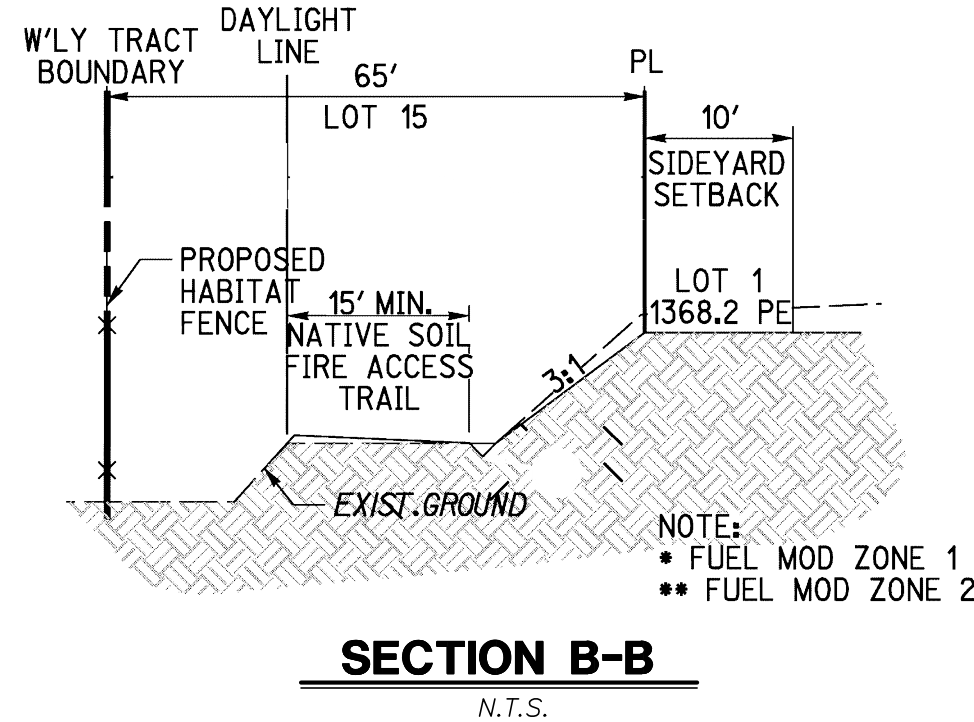 W'LY TRACT
BOUNDARY
DAYLIGHT
LINE
65'
LOT 15
PL
10'
SIDEYARD
SETBACK
PROPOSED
HABITAT
FENCE
15' MIN.
NATIVE SOIL
FIRE ACCESS
TRAIL
LOT 1
1368.2 PE
3:1
EXIST.GROUND
NOTE:
* FUEL MOD ZONE 1
** FUEL MOD ZONE 2
SECTION B-B
N.T.S.